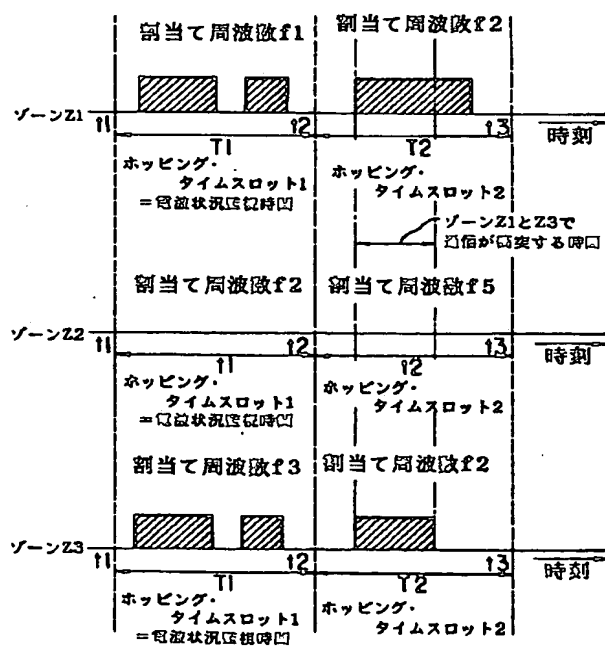 割当て周波数f1
割当て周波数f2
ゾーンZ1
t1
t2
t3
時刻
T1
T2
ホッピング・
タイムスロット1
ホッピング・
タイムスロット2
ゾーンZ1とZ3で
する時間
割当て周波数f2
割当て周波数f5
ゾーンZ2
t1
t2
t3
時刻
t1
t2
ホッピング・
タイムスロット1
ホッピング・
タイムスロット2
割当て周波数f3
割当て周波数f2
ゾーンZ3
t1
t2
t3
時刻
T1
T2
ホッピング・
タイムスロット1
ホッピング・
タイムスロット2